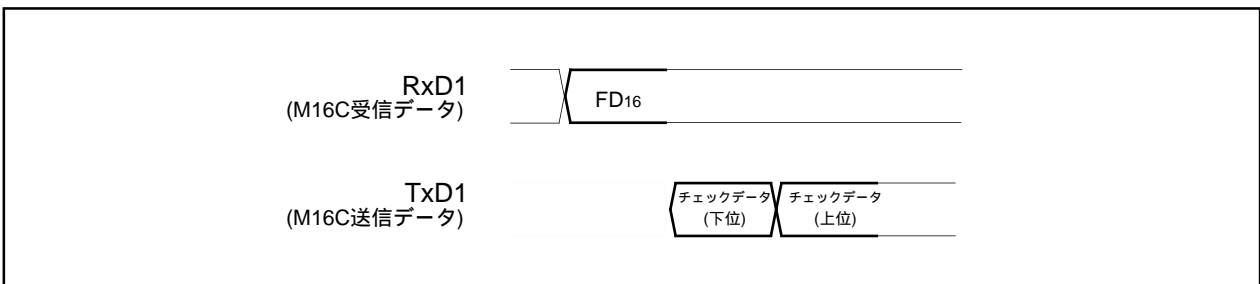 RxD1
(M16C受信データ)
FD16
TxD1
(M16C送信データ)
チェックデータ
(下位)
チェックデータ
(上位)